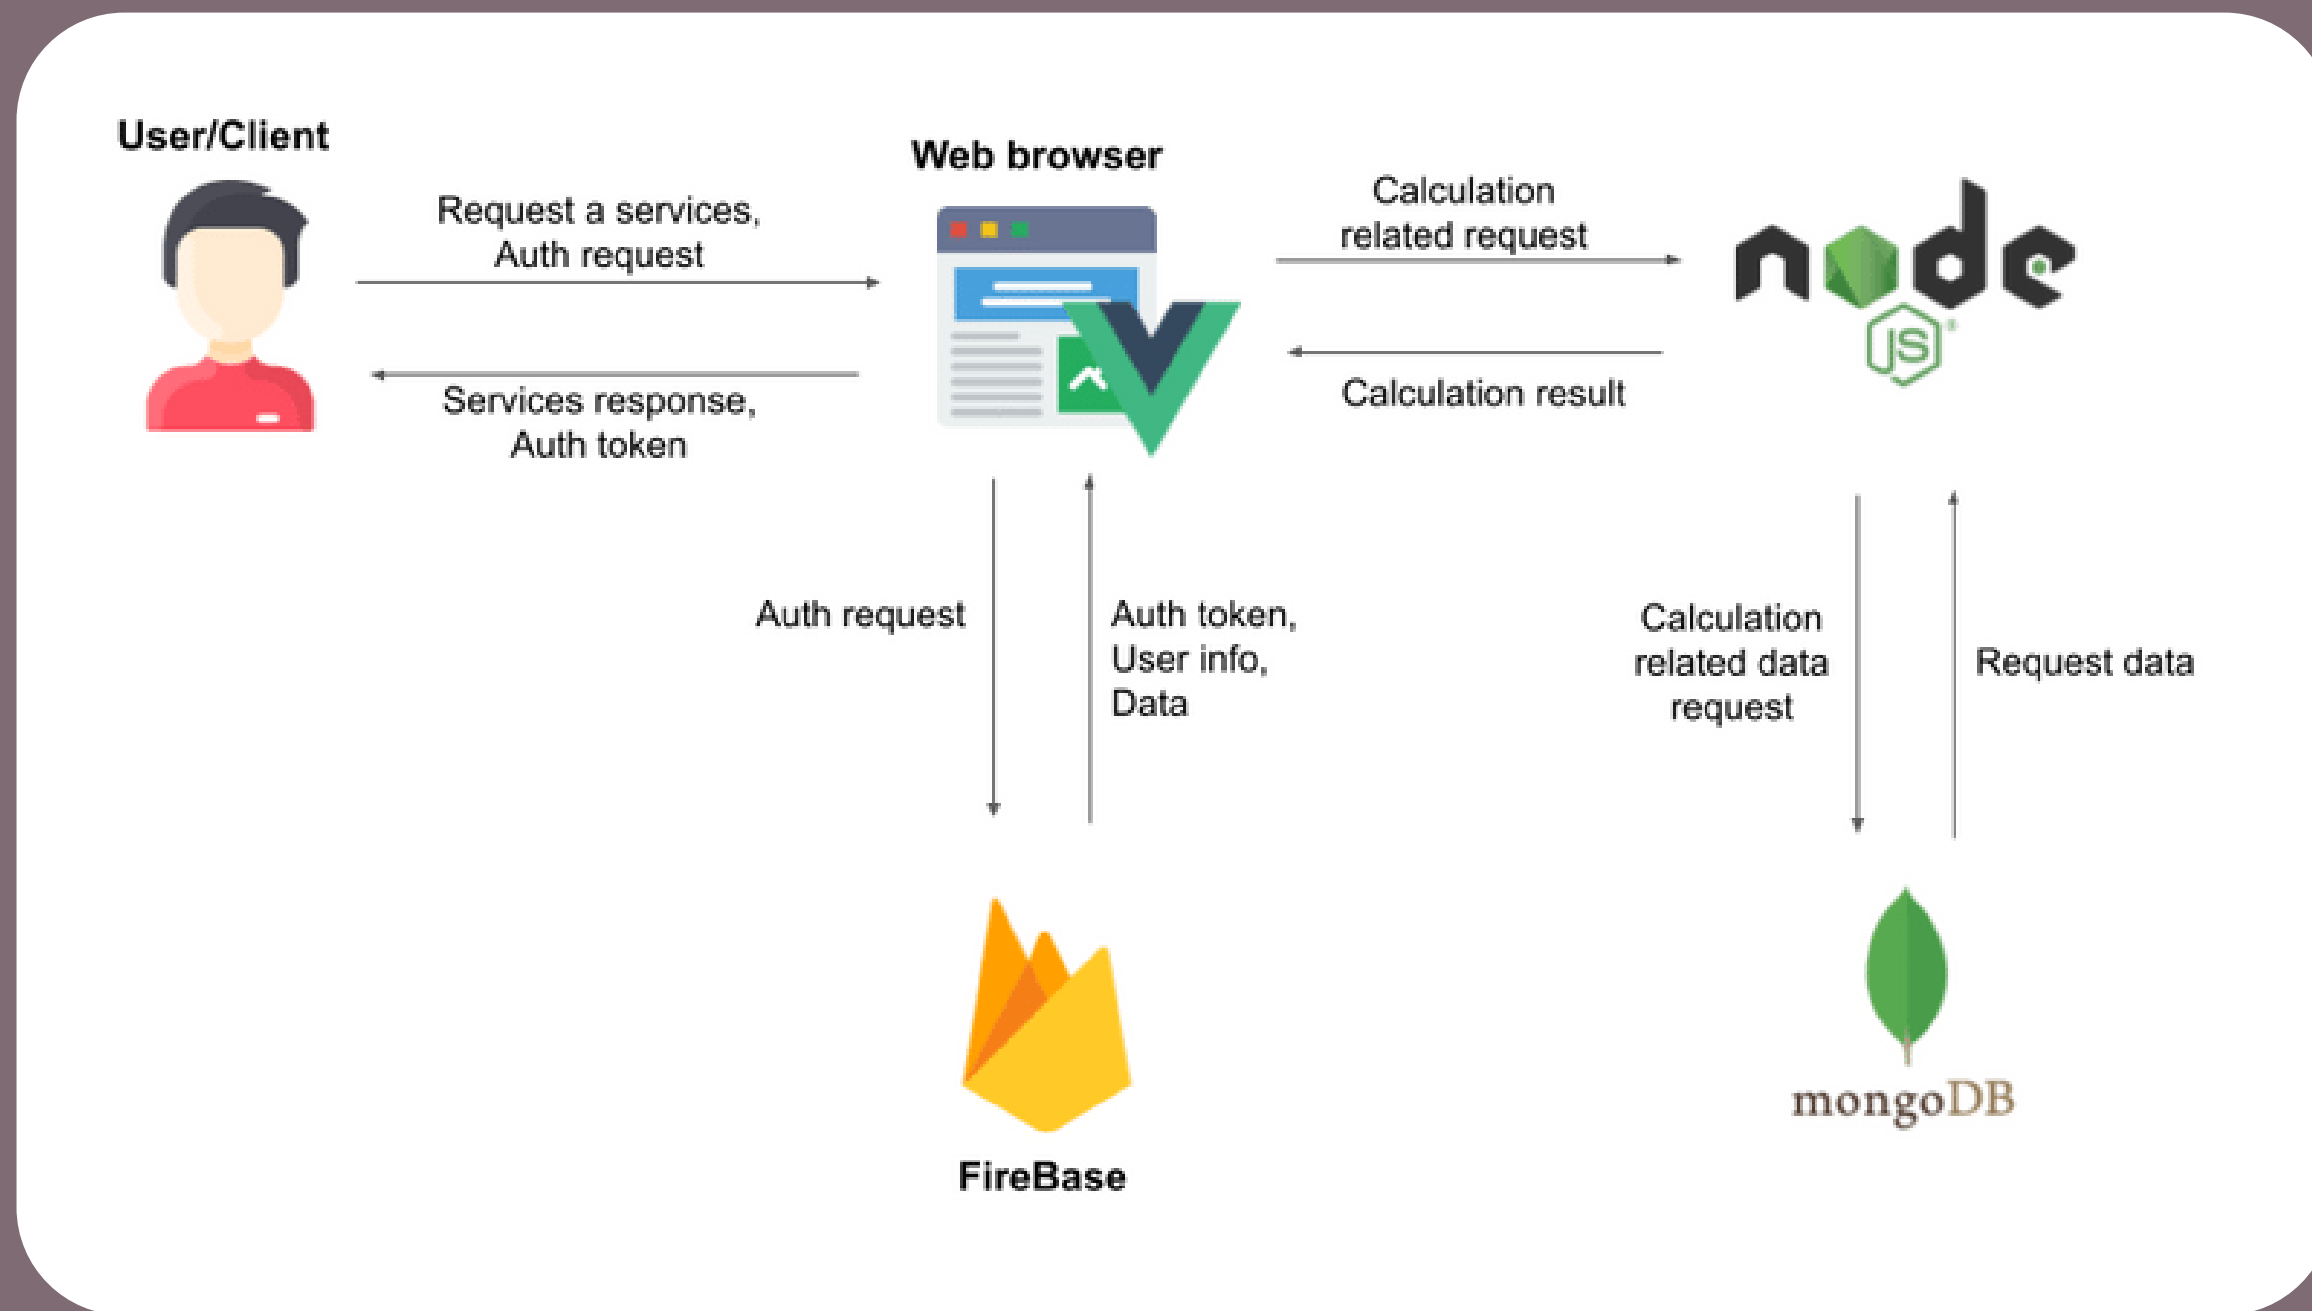 User/Client
Web browser
Request a services,
Auth request
Services response,
Auth token
Calculation
related request
Calculation result
node
JS
Auth request
Auth token,
User info,
Data
Calculation
related data
request
Request data
FireBase
mongoDB